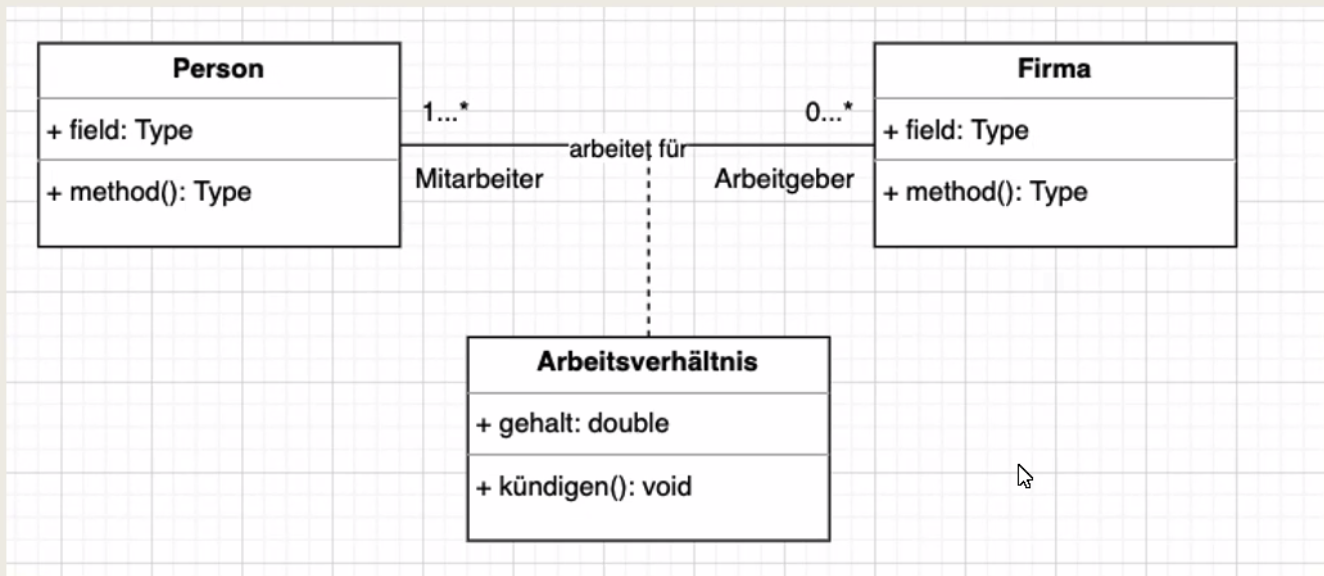 Person
+ field: Type
+ method(): Type
1...*
0...*
arbeitet für
Mitarbeiter
Arbeitgeber
Firma
+ field: Type
+ method(): Type
Arbeitsverhältnis
+ gehalt: double
+ kündigen(): void